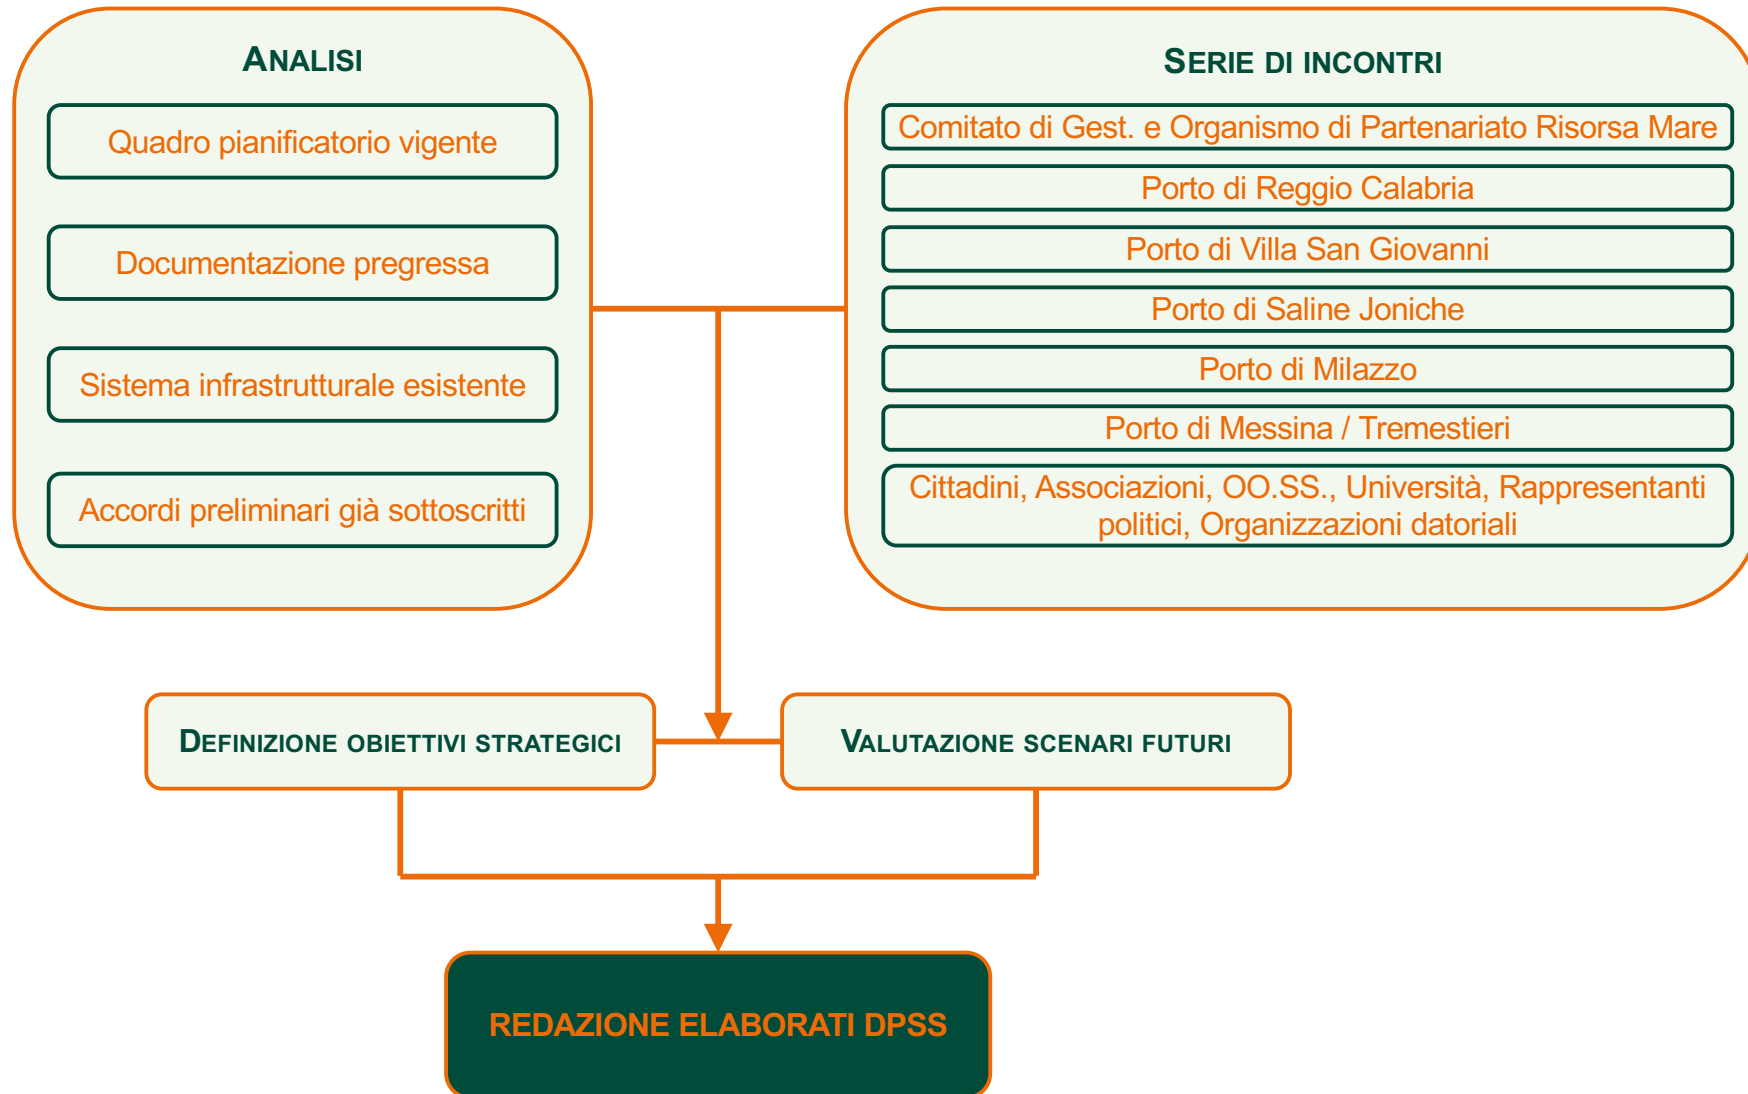 ANALISI
Quadro pianificatorio vigente
Documentazione pregressa
Sistema infrastrutturale esistente
Accordi preliminari già sottoscritti
SERIE DI INCONTRI
Comitato di Gest. e Organismo di Partenariato Risorsa Mare
Porto di Reggio Calabria
Porto di Villa San Giovanni
Porto di Saline Joniche
Porto di Milazzo
Porto di Messina / Tremestieri
Cittadini, Associazioni, OO.SS., Università, Rappresentanti
politici, Organizzazioni datoriali
DEFINIZIONE OBIETTIVI STRATEGICI
VALUTAZIONE SCENARI FUTURI
REDAZIONE ELABORATI DPSS